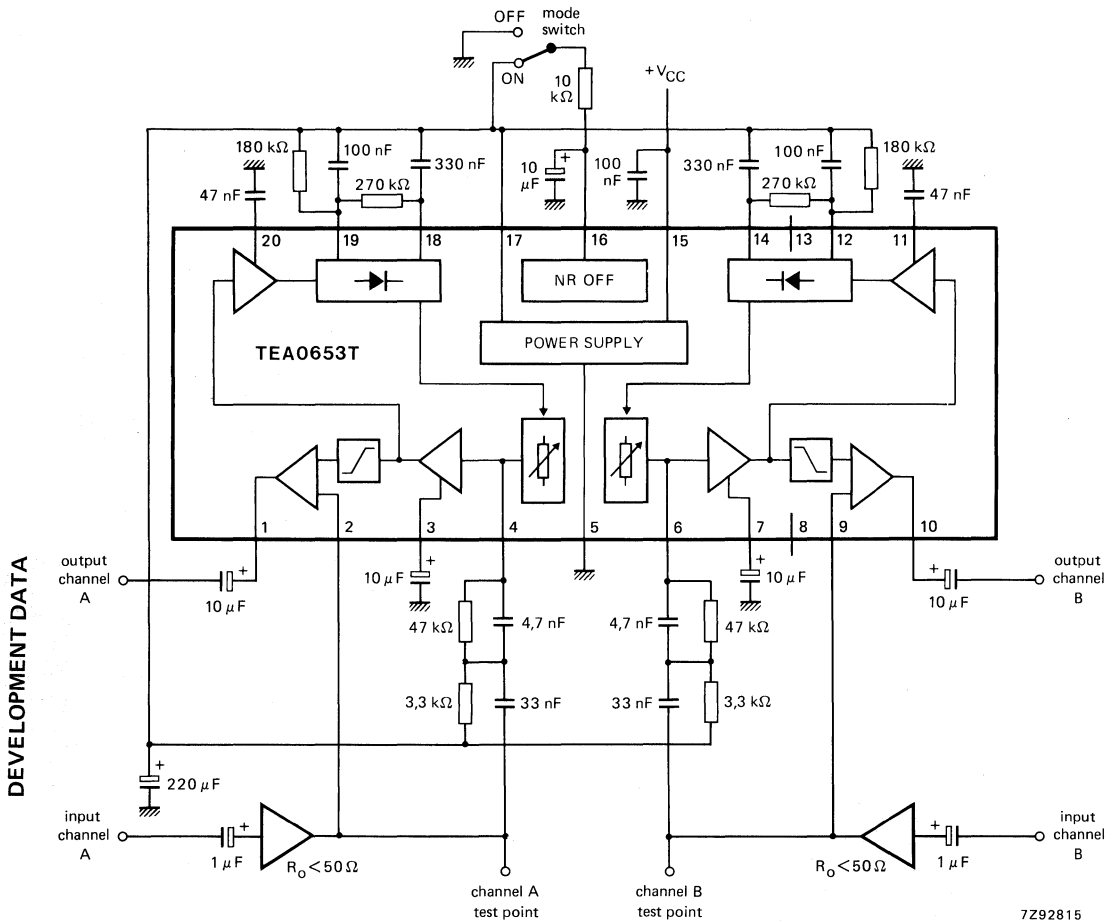 OFF
mode
switch
ON
10
kΩ
+VCC
180 kΩ
100 nF
330 nF
270 kΩ
47 nF
10
μF
100
nF
330 nF
100 nF
270 kΩ
180 kΩ
47 nF
20
19
18
17
16
15
14
13
12
11
NR OFF
POWER SUPPLY
TEA0653T
1
2
3
4
5
6
7
8
9
10
output
channel
A
10 μF
10 μF
10 μF
10 μF
output
channel
B
47 kΩ
4,7 nF
4,7 nF
47 kΩ
3,3 kΩ
33 nF
33 nF
3,3 kΩ
DEVELOPMENT DATA
220 μF
input
channel
A
1 μF
Ro<50Ω
Ro<50Ω
1 μF
input
channel
B
channel A
test point
channel B
test point
7Z92815